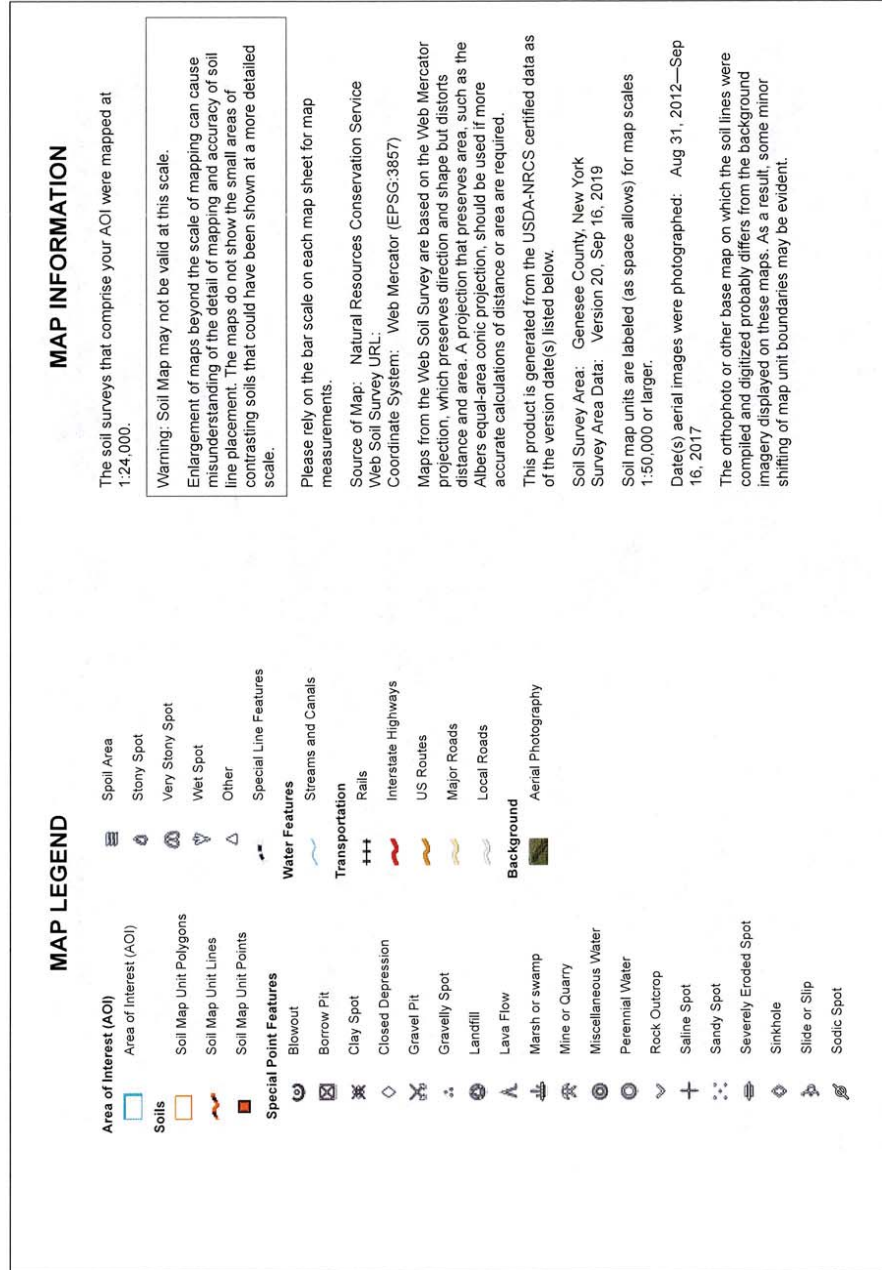 MAP LEGEND
Area of Interest (AOI)
Area of Interest (AOI)
Soils
Soil Map Unit Polygons
Soil Map Unit Lines
Soil Map Unit Points
Special Point Features
Blowout
Borrow Pit
Clay Spot
Closed Depression
Gravel Pit
Gravelly Spot
Landfill
Lava Flow
Marsh or swamp
Mine or Quarry
Miscellaneous Water
Perennial Water
Rock Outcrop
Saline Spot
Sandy Spot
Severely Eroded Spot
Sinkhole
Slide or Slip
Sodic Spot
Spoil Area
Stony Spot
Very Stony Spot
Wet Spot
Other
Special Line Features
Water Features
Streams and Canals
Transportation
Rails
Interstate Highways
US Routes
Major Roads
Local Roads
Background
Aerial Photography
MAP INFORMATION
The soil surveys that comprise your AOI were mapped at
1:24,000.
Warning: Soil Map may not be valid at this scale.
Enlargement of maps beyond the scale of mapping can cause
misunderstanding of the detail of mapping and accuracy of soil
line placement. The maps do not show the small areas of
contrasting soils that could have been shown at a more detailed
scale.
Please rely on the bar scale on each map sheet for map
measurements.
Source of Map: Natural Resources Conservation Service
Web Soil Survey URL:
Coordinate System: Web Mercator (EPSG:3857)
Maps from the Web Soil Survey are based on the Web Mercator
projection, which preserves direction and shape but distorts
distance and area. A projection that preserves area, such as the
Albers equal-area conic projection, should be used if more
accurate calculations of distance or area are required.
This product is generated from the USDA-NRCS certified data as
of the version date(s) listed below.
Soil Survey Area: Genesee County, New York
Survey Area Data: Version 20, Sep 16, 2019
Soil map units are labeled (as space allows) for map scales
1:50,000 or larger.
Date(s) aerial images were photographed: Aug 31, 2012—Sep
16, 2017
The orthophoto or other base map on which the soil lines were
compiled and digitized probably differs from the background
imagery displayed on these maps. As a result, some minor
shifting of map unit boundaries may be evident.